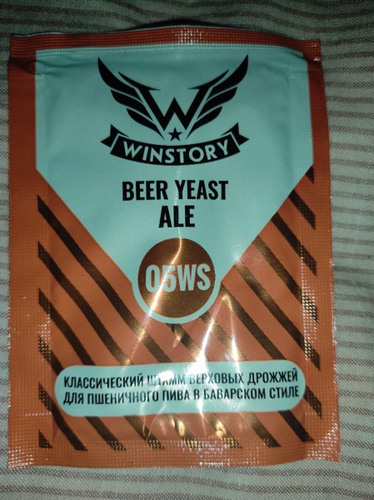 WINSTORY
BEER YEAST
ALE
05WS
КЛАССИЧЕСКИЙ ШТАММ ВЕРХОВЫХ ДРОЖЖЕЙ
ДЛЯ ПШЕНИЧНОГО ПИВА В БАВАРСКОМ СТИЛЕ